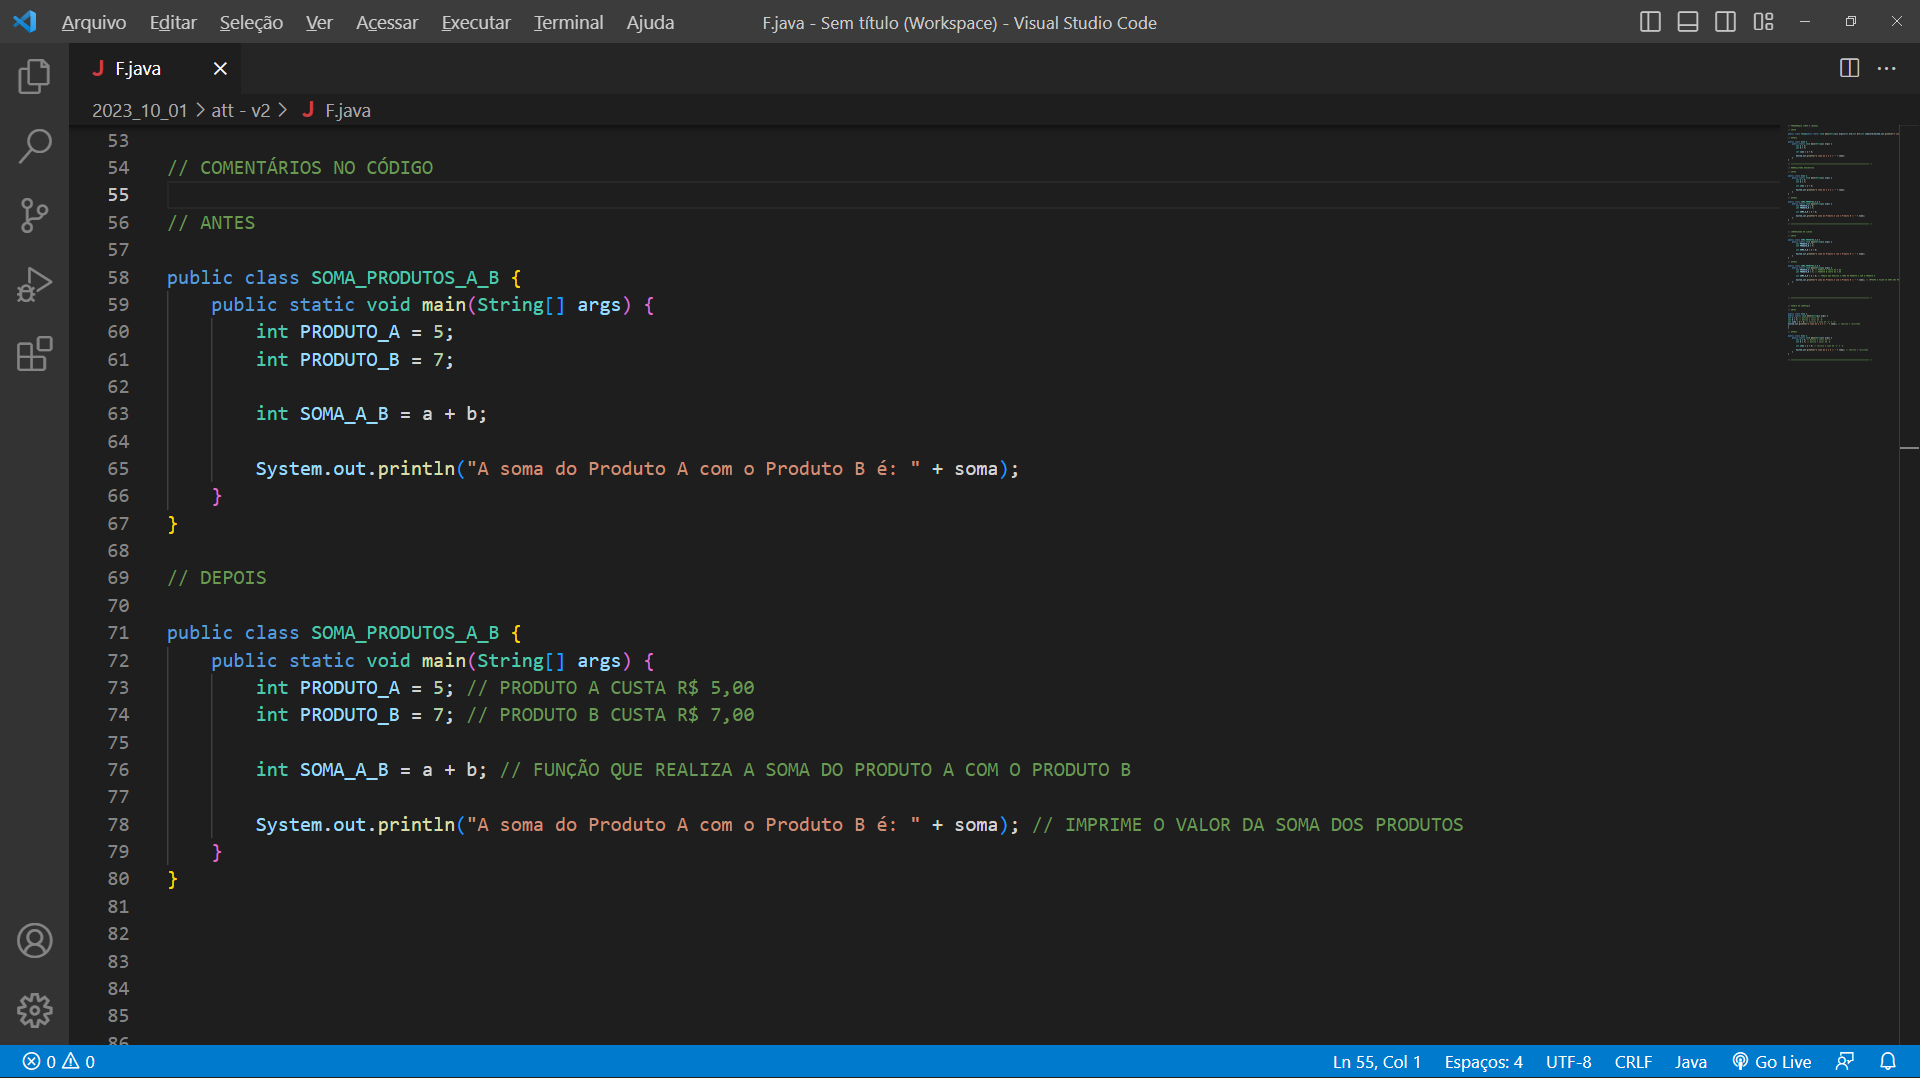 Arquivo Editar Seleção Ver Acessar Executar Terminal Ajuda F.java - Sem título (Workspace) - Visual Studio Code
J F.java
2023_10_01 > att - v2 > J F.java
53
54 // COMENTÁRIOS NO CÓDIGO
55
56 // ANTES
57
58 public class SOMA_PRODUTOS_A_B {
59 public static void main(String[] args) {
60 int PRODUTO_A = 5;
61 int PRODUTO_B = 7;
62
63 int SOMA_A_B = a + b;
64
65 System.out.println("A soma do Produto A com o Produto B é: " + soma);
66 }
67 }
68
69 // DEPOIS
70
71 public class SOMA_PRODUTOS_A_B {
72 public static void main(String[] args) {
73 int PRODUTO_A = 5; // PRODUTO A CUSTA R$ 5,00
74 int PRODUTO_B = 7; // PRODUTO B CUSTA R$ 7,00
75
76 int SOMA_A_B = a + b; // FUNÇÃO QUE REALIZA A SOMA DO PRODUTO A COM O PRODUTO B
77
78 System.out.println("A soma do Produto A com o Produto B é: " + soma); // IMPRIME O VALOR DA SOMA DOS PRODUTOS
79 }
80 }
81
82
83
84
85
86
0 0 Ln 55, Col 1 Espaços: 4 UTF-8 CRLF Java Go Live